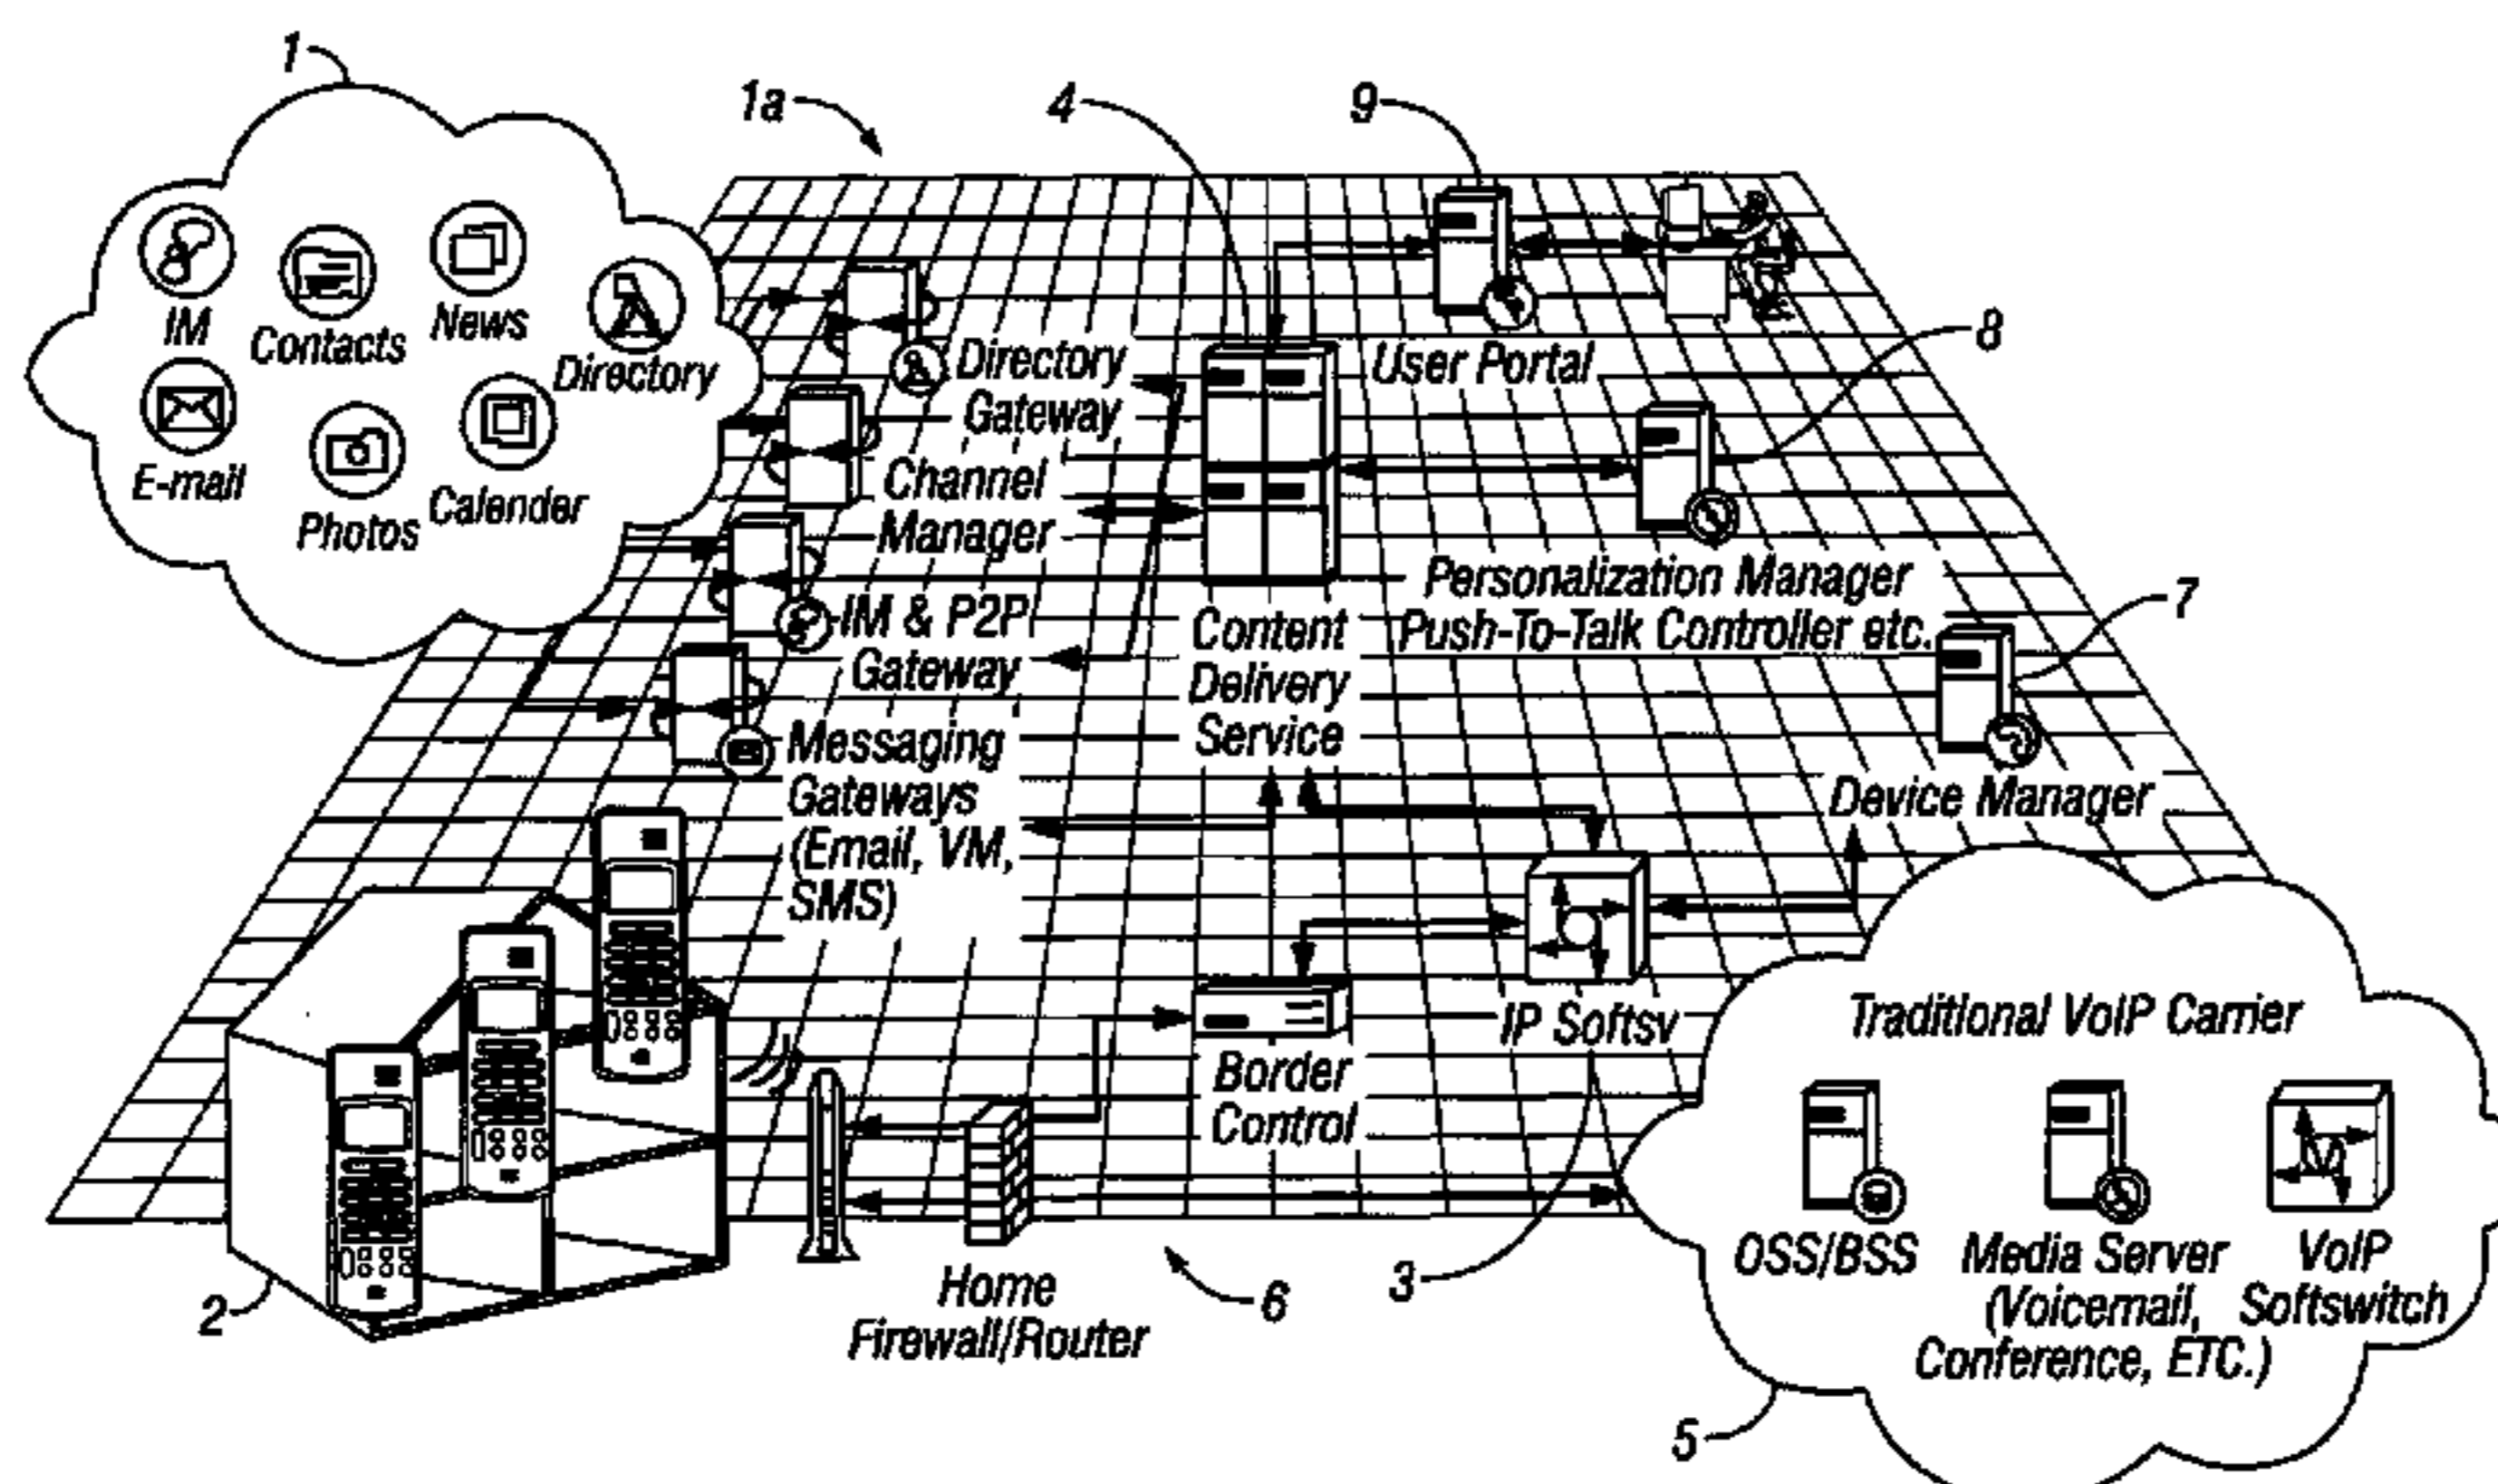 1
1a
4
9
IM
Contacts
News
Directory
E-mail
Photos
Calender
Directory
Gateway
User Portal
8
Channel
Manager
Personalization Manager
Push-To-Talk Controller etc.
7
IM & P2P
Gateway
Content
Delivery
Service
Messaging
Gateways
(Email, VM,
SMS)
Device Manager
IP Softsv
Border
Control
Traditional VoIP Carrier
OSS/BSS
Media Server
(Voicemail,
Conference, ETC.)
VoIP
Softswitch
Home
Firewall/Router
2
6
3
5